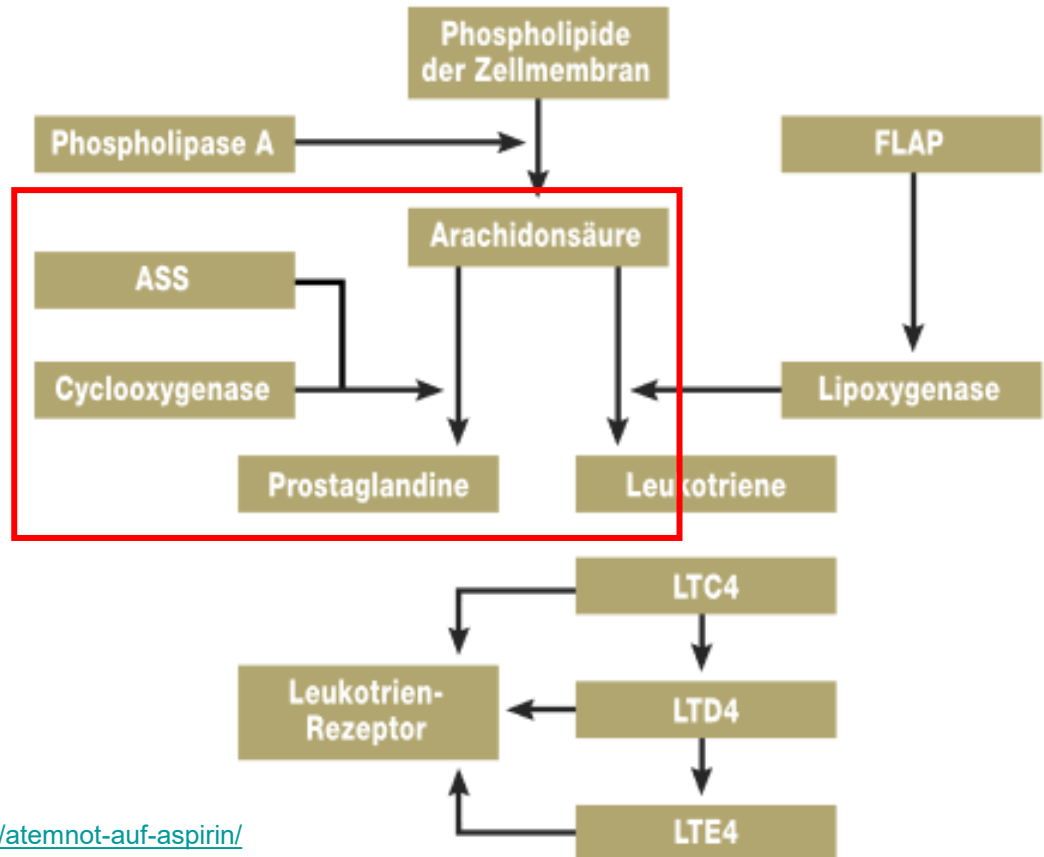 Phospholipide
der Zellmembran
Phospholipase A
FLAP
Arachidonsäure
ASS
Cyclooxygenase
Lipoxygenase
Prostaglandine
Leukotriene
LTC4
Leukotrien-
Rezeptor
LTD4
LTE4
/atemnot-auf-aspirin/